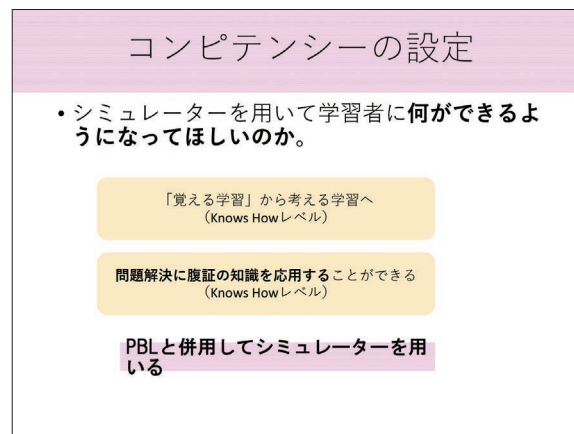 コンピテンシーの設定
• シミュレーターを用いて学習者に何ができるよ
うになってほしいのか。
「覚える学習」から考える学習へ
（Knows Howレベル）
問題解決に腹証の知識を応用することができる
（Knows Howレベル）
PBLと併用してシミュレーターを用
いる